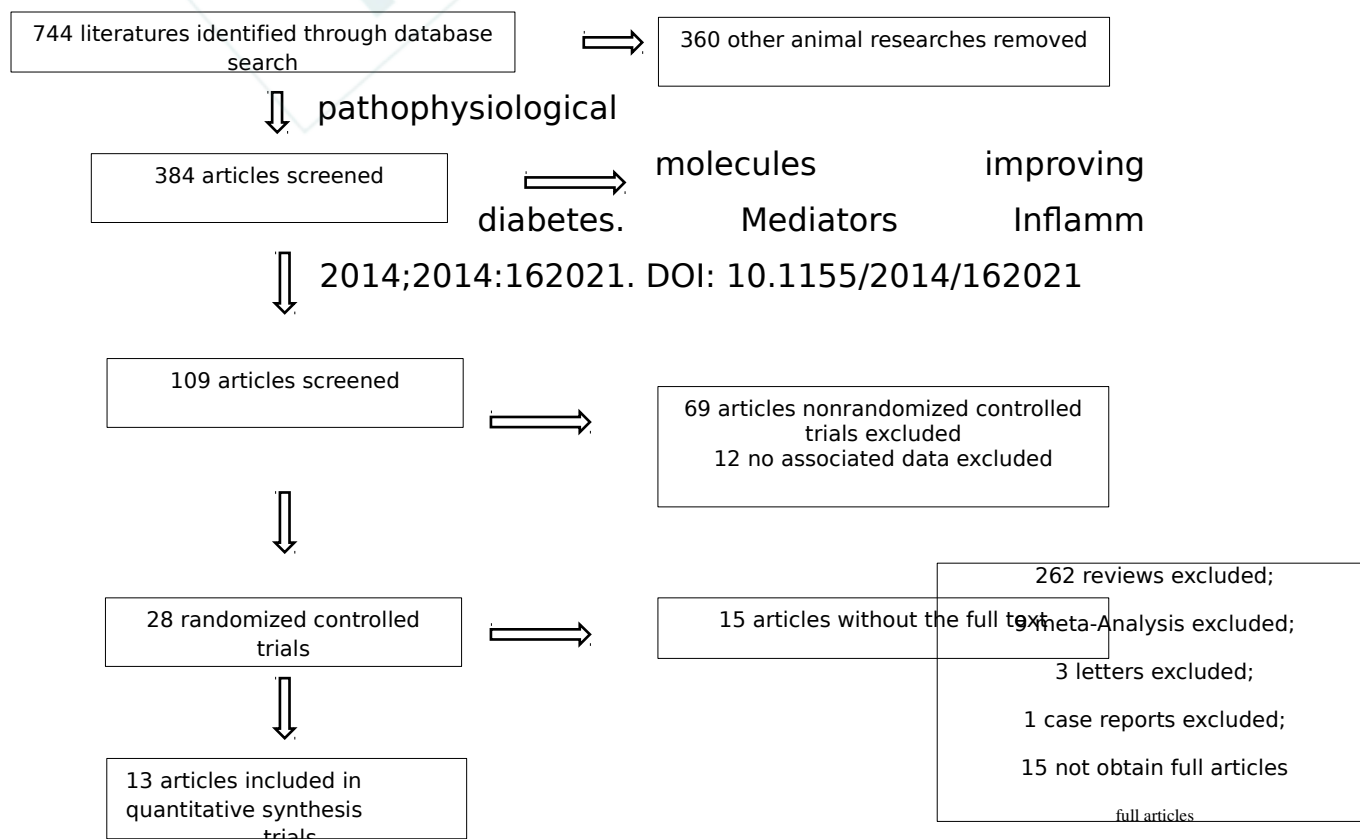 744 literatures identified through database
search
360 other animal researches removed
pathophysiological
384 articles screened
molecules improving
diabetes. Mediators Inflamm
2014;2014:162021. DOI: 10.1155/2014/162021
109 articles screened
69 articles nonrandomized controlled
trials excluded
12 no associated data excluded
28 randomized controlled
trials
15 articles without the full text
262 reviews excluded;
9 meta-Analysis excluded;
3 letters excluded;
1 case reports excluded;
15 not obtain full articles
full articles
13 articles included in
quantitative synthesis
trials